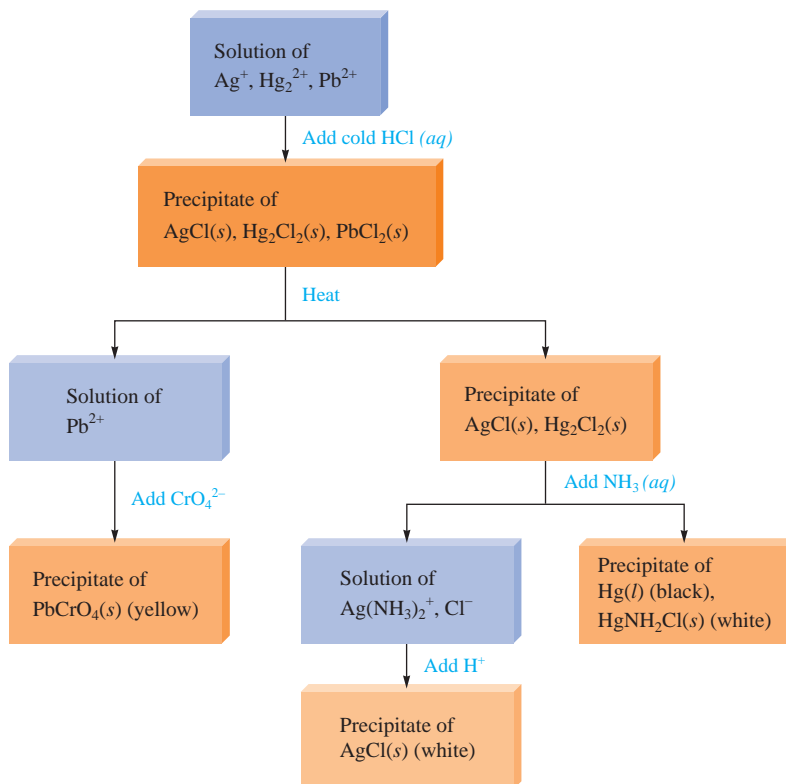 Solution of
Ag⁺, Hg₂²⁺, Pb²⁺
Add cold HCl (aq)
Precipitate of
AgCl(s), Hg₂Cl₂(s), PbCl₂(s)
Heat
Solution of
Pb²⁺
Precipitate of
AgCl(s), Hg₂Cl₂(s)
Add CrO₄²⁻
Add NH₃ (aq)
Precipitate of
PbCrO₄(s) (yellow)
Solution of
Ag(NH₃)₂⁺, Cl⁻
Precipitate of
Hg(l) (black),
HgNH₂Cl(s) (white)
Add H⁺
Precipitate of
AgCl(s) (white)